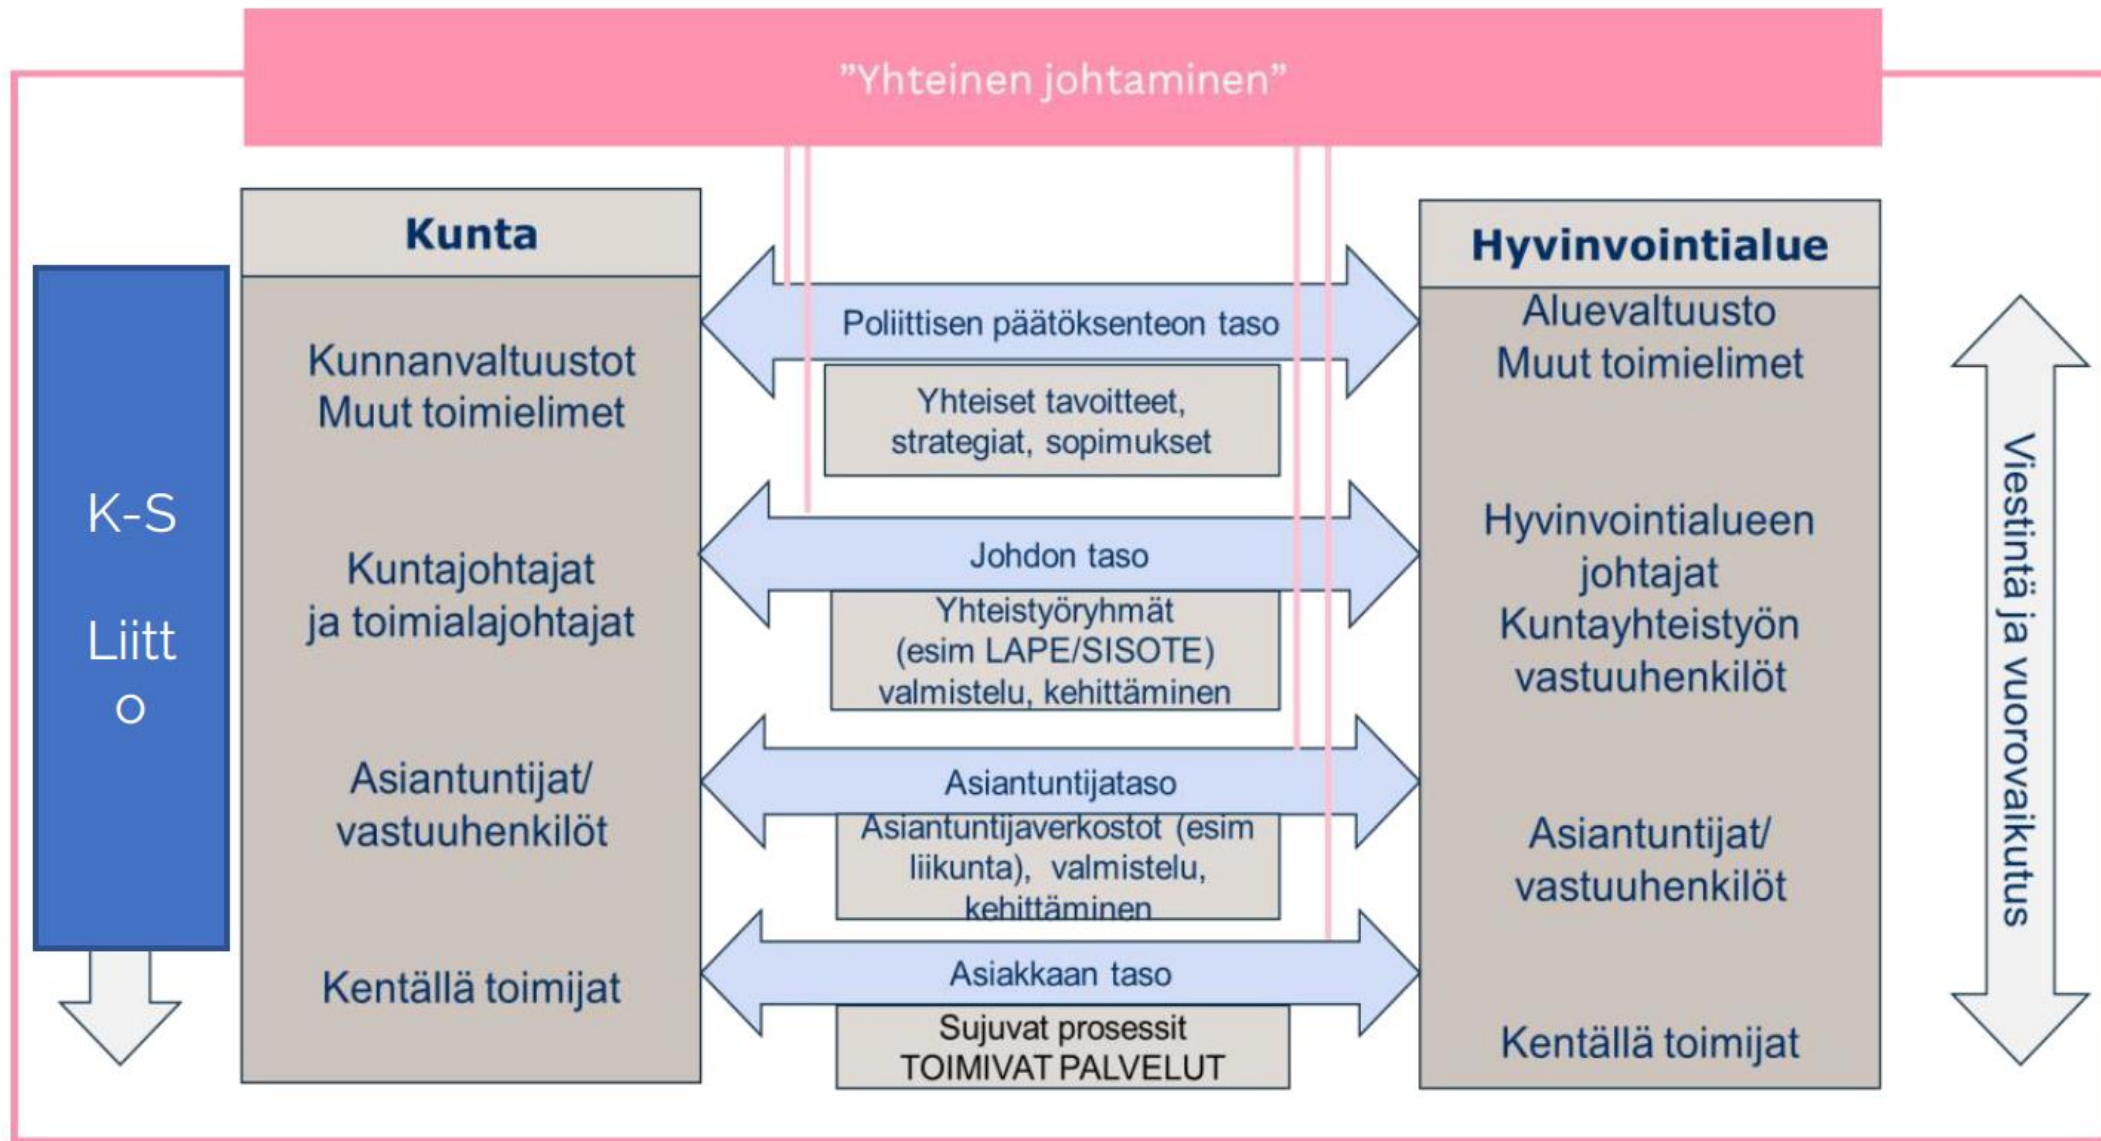 ”Yhteinen johtaminen”
K-S
Liitt
o
Kunta
Kunnanvaltuustot
Muut toimielimet
Kuntajohtajat
ja toimialajohtajat
Asiantuntijat/
vastuuhenkilöt
Kentällä toimijat
Poliittisen päätöksenteon taso
Yhteiset tavoitteet,
strategiat, sopimukset
Johdon taso
Yhteistyöryhmät
(esim LAPE/SISOTE)
valmistelu, kehittäminen
Asiantuntijataso
Asiantuntijaverkostot (esim
liikunta), valmistelu,
kehittäminen
Asiakkaan taso
Sujuvat prosessit
TOIMIVAT PALVELUT
Hyvinvointialue
Aluevaltuusto
Muut toimielimet
Hyvinvointialueen
johtajat
Kuntayhteistyön
vastuuhenkilöt
Asiantuntijat/
vastuuhenkilöt
Kentällä toimijat
Viestintä ja vuorovaikutus